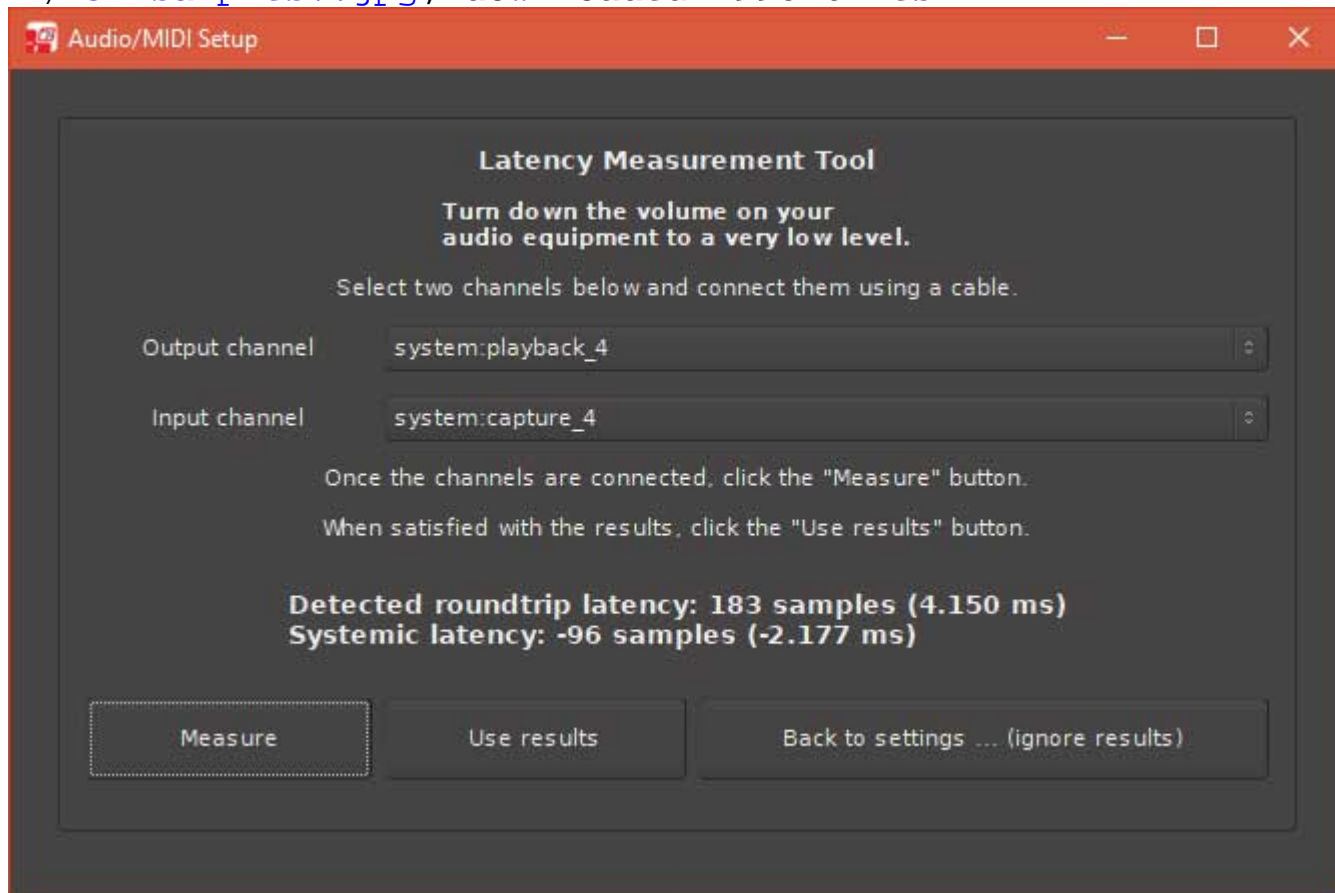 Audio/MIDI Setup
Latency Measurement Tool
Turn down the volume on your
audio equipment to a very low level.
Select two channels below and connect them using a cable.
Output channel system:playback_4
Input channel system:capture_4
Once the channels are connected, click the "Measure" button.
When satisfied with the results, click the "Use results" button.
Detected roundtrip latency: 183 samples (4.150 ms)
Systemic latency: -96 samples (-2.177 ms)
Measure Use results Back to settings ... (ignore results)